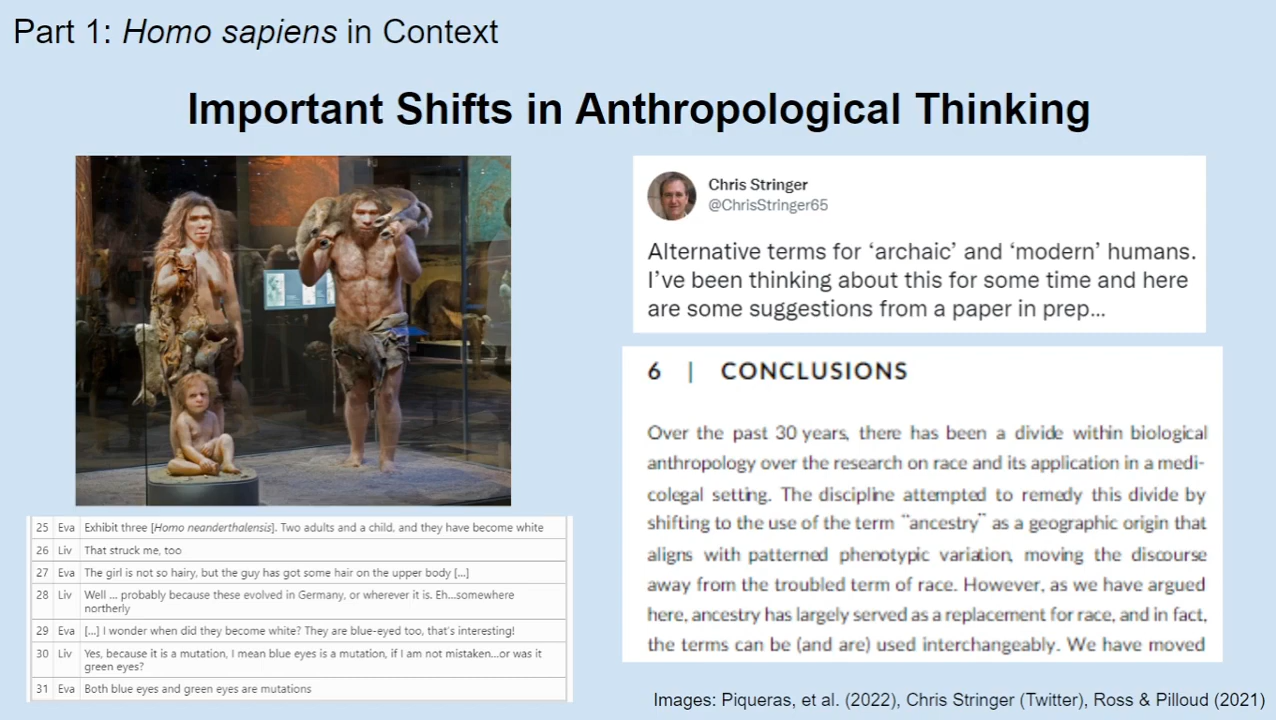 Part 1: Homo sapiens in Context
Important Shifts in Anthropological Thinking
Chris Stringer
@ChrisStringer65
Alternative terms for ‘archaic’ and ‘modern’ humans.
I’ve been thinking about this for some time and here
are some suggestions from a paper in prep...
6 | CONCLUSIONS
Over the past 30 years, there has been a divide within biological
anthropology over the research on race and its application in a medi-
colegal setting. The discipline attempted to remedy this divide by
shifting to the use of the term "ancestry" as a geographic origin that
aligns with patterned phenotypic variation, moving the discourse
away from the troubled term of race. However, as we have argued
here, ancestry has largely served as a replacement for race, and in fact,
the terms can be (and are) used interchangeably. We have moved
25 Eva Exhibit three [Homo neanderthalensis]. Two adults and a child, and they have become white
26 Liv That struck me, too
27 Eva The girl is not so hairy, but the guy has got some hair on the upper body [...]
28 Liv Well ... probably because these evolved in Germany, or wherever it is. Eh...somewhere
northerly
29 Eva [...] I wonder when did they become white? They are blue-eyed too, that's interesting!
30 Liv Yes, because it is a mutation, I mean blue eyes is a mutation, if I am not mistaken...or was it
green eyes?
31 Eva Both blue eyes and green eyes are mutations
Images: Piqueras, et al. (2022), Chris Stringer (Twitter), Ross & Pilloud (2021)